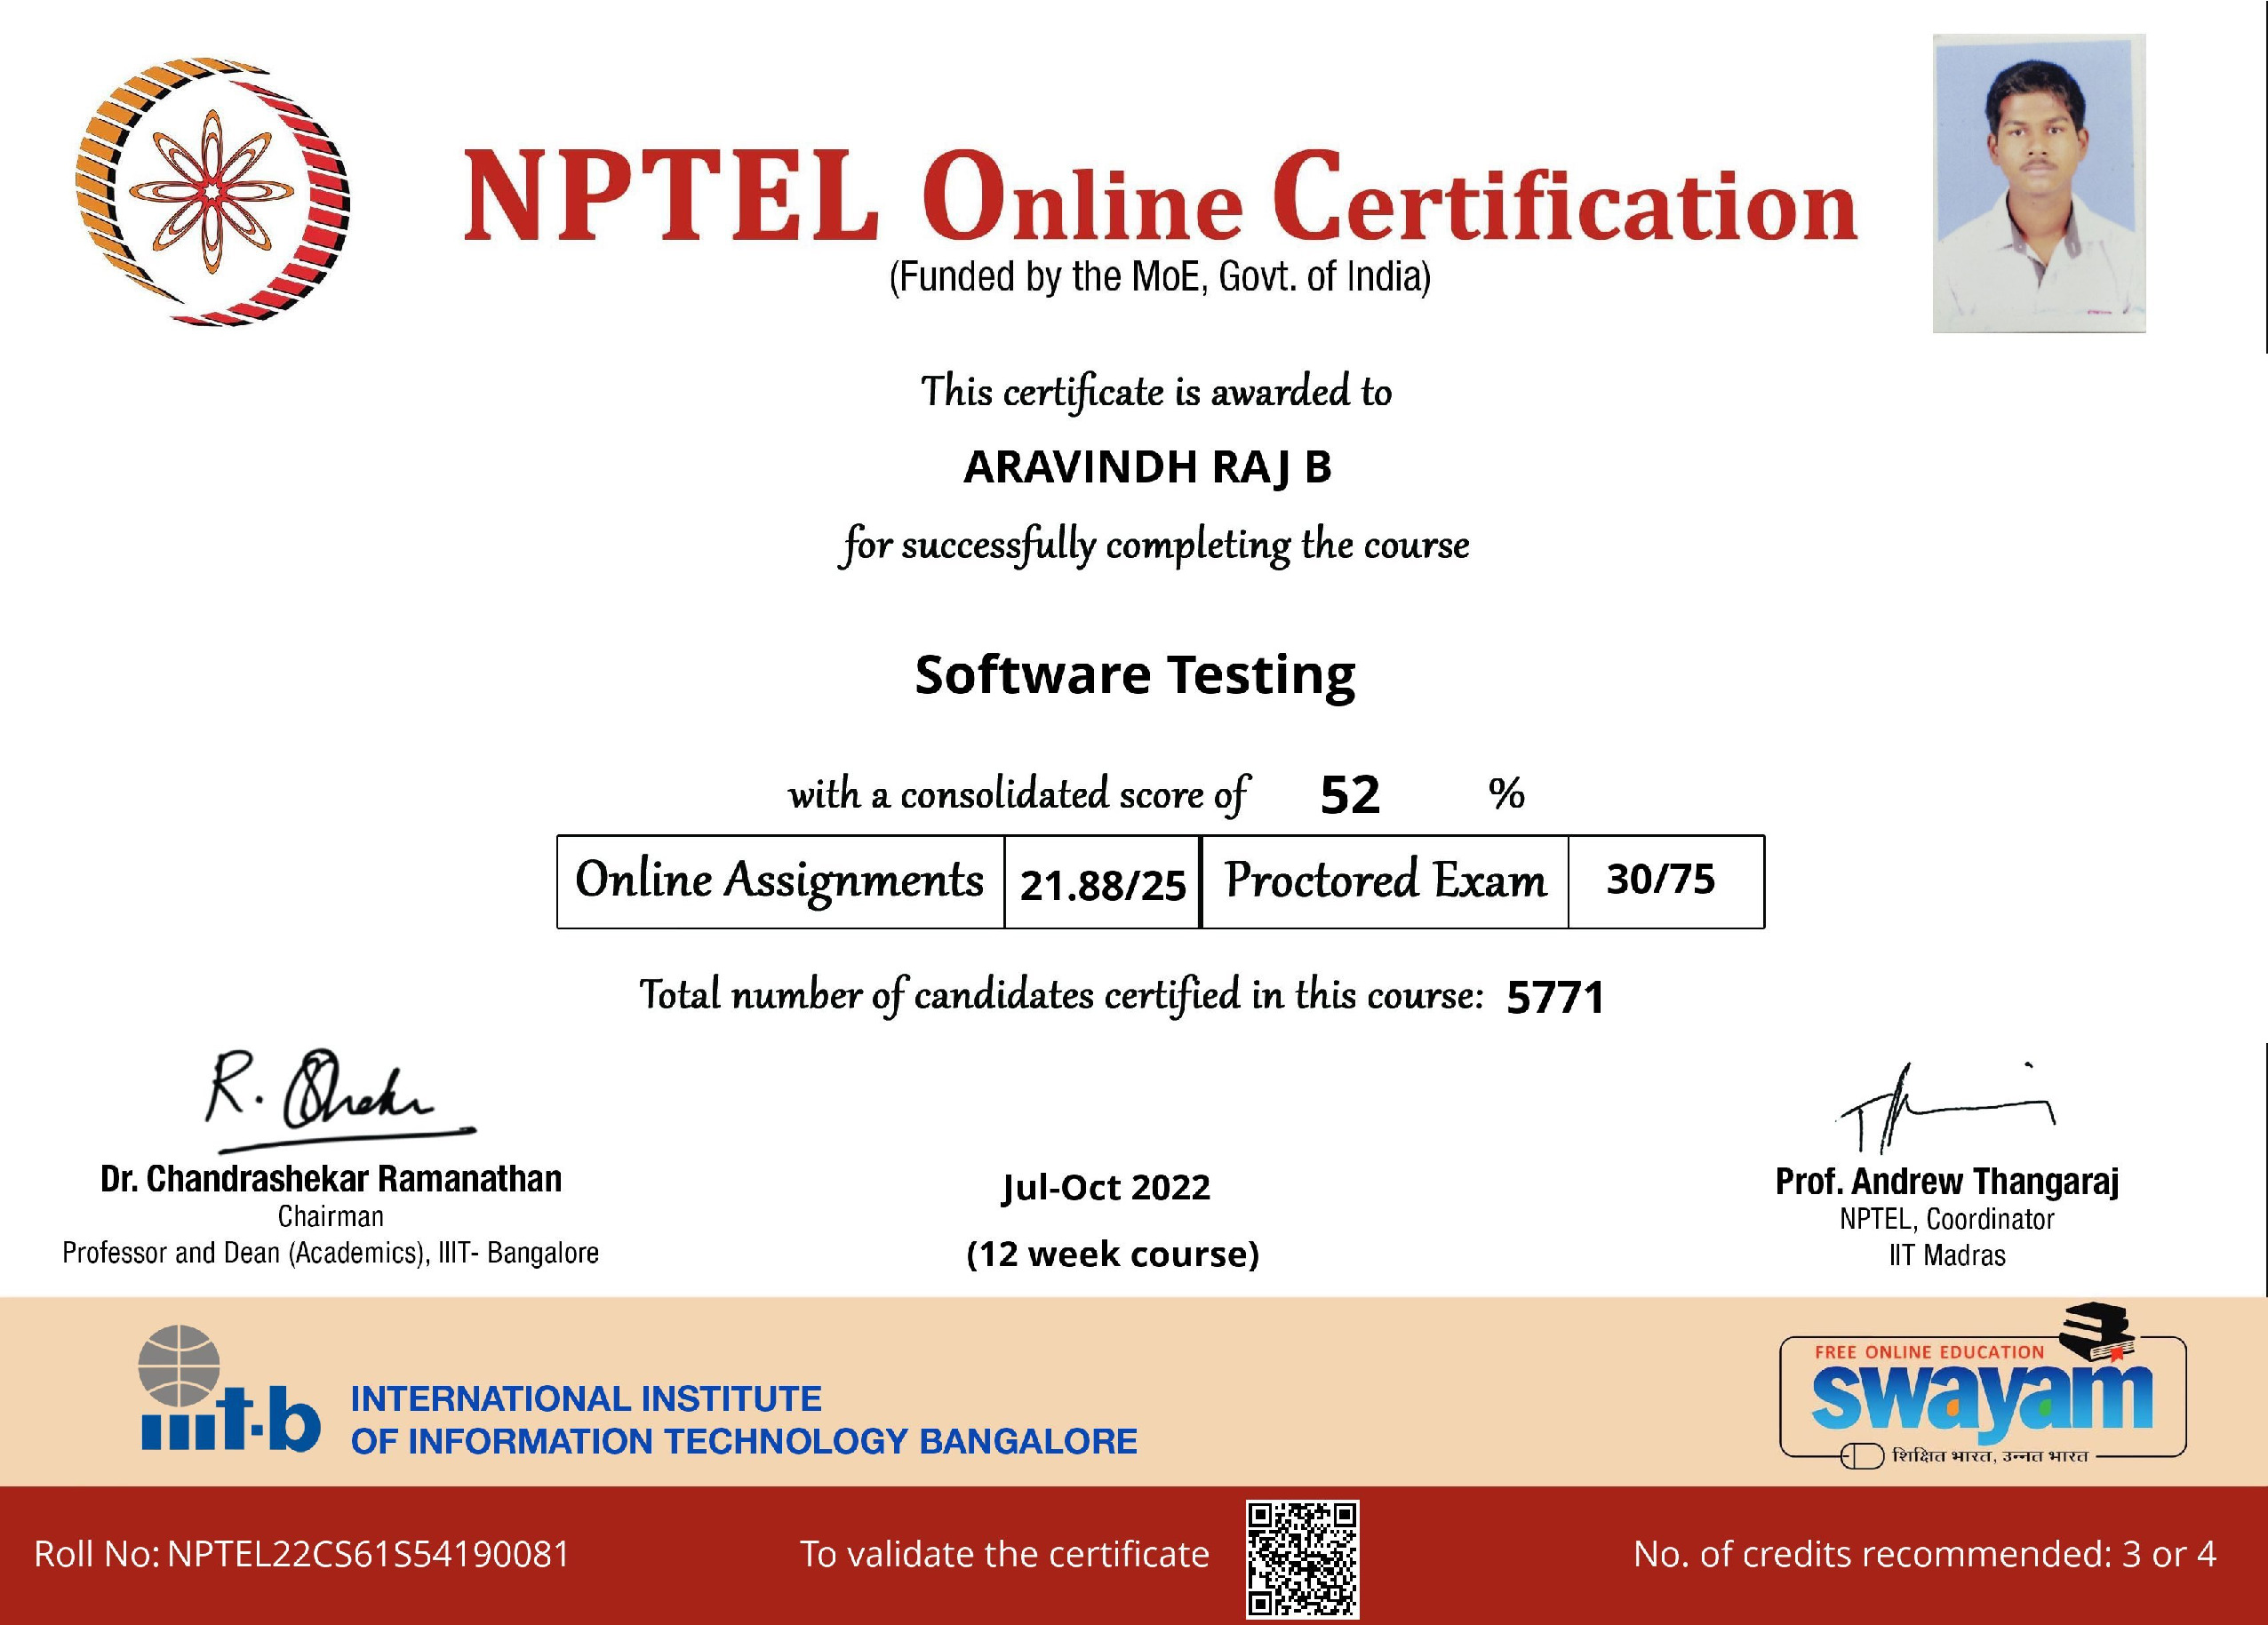 NPTEL Online Certification
(Funded by the MoE, Govt. of India)
This certificate is awarded to
ARAVINDH RAJ B
for successfully completing the course
Software Testing
with a consolidated score of 52 %
Online Assignments 21.88/25 Proctored Exam 30/75
Total number of candidates certified in this course: 5771
Dr. Chandrashekar Ramanathan
Chairman
Professor and Dean (Academics), IIIT- Bangalore
Jul-Oct 2022
(12 week course)
Prof. Andrew Thangaraj
NPTEL, Coordinator
IIT Madras
iiit-b
INTERNATIONAL INSTITUTE
OF INFORMATION TECHNOLOGY BANGALORE
FREE ONLINE EDUCATION
swayam
शिक्षित भारत, उन्नत भारत
Roll No: NPTEL22CS61S54190081
To validate the certificate
No. of credits recommended: 3 or 4